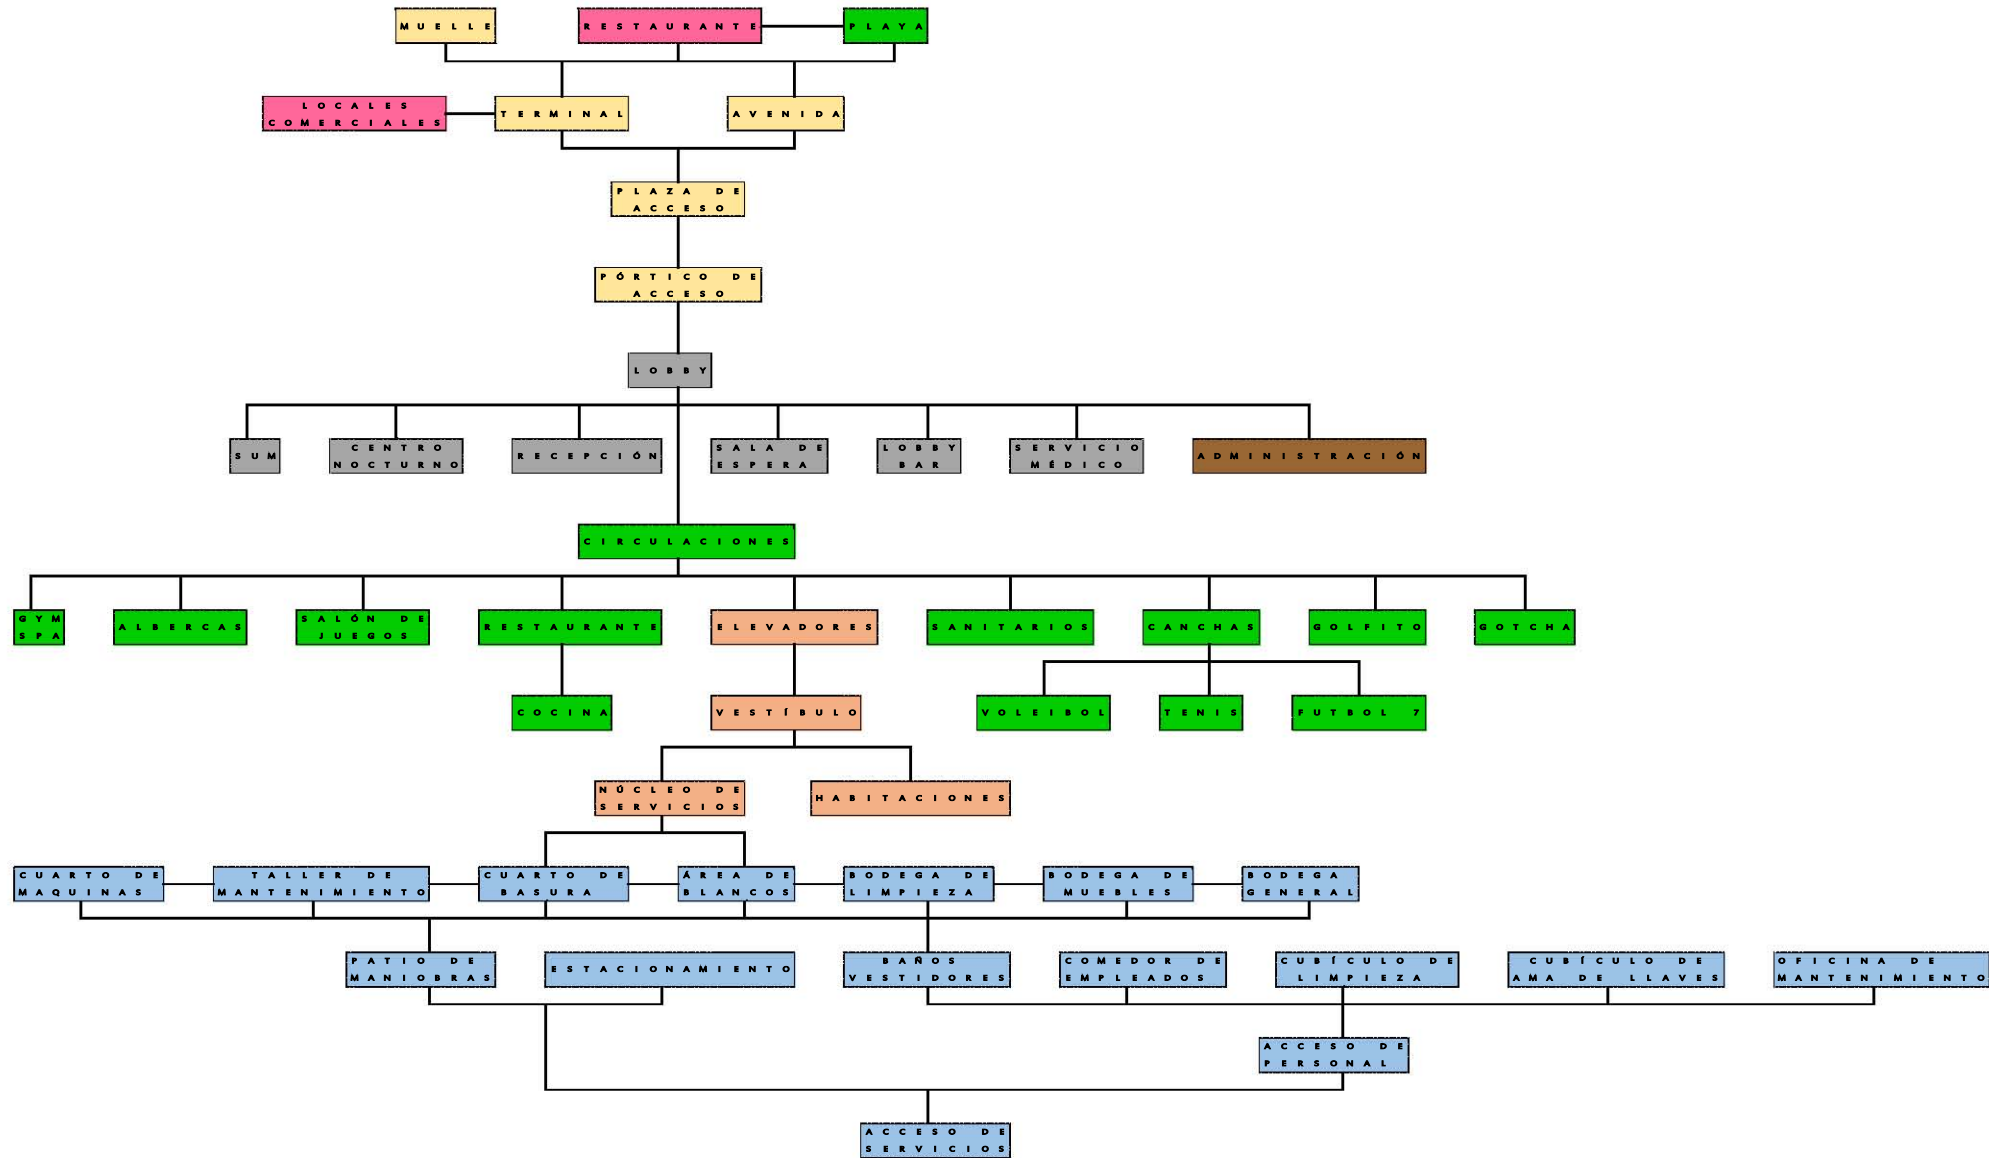 MUELLE
RESTAURANTE
PLAYA
LOCALES
COMERCIALES
TERMINAL
AVENIDA
PLAZA DE
ACCESO
PÓRTICO DE
ACCESO
LOBBY
SUM
CENTRO
NOCTURNO
RECEPCIÓN
SALA DE
ESPERA
LOBBY
BAR
SERVICIO
MÉDICO
ADMINISTRACIÓN
CIRCULACIONES
GYM
SPA
ALBERCAS
SALÓN DE
JUEGOS
RESTAURANTE
ELEVADORES
SANITARIOS
CANCHAS
GOLFITO
GOTCHA
COCINA
VESTÍBULO
VOLEIBOL
TENIS
FUTBOL 7
NÚCLEO DE
SERVICIOS
HABITACIONES
CUARTO DE
MAQUINAS
TALLER DE
MANTENIMIENTO
CUARTO DE
BASURA
ÁREA DE
BLANCOS
BODEGA DE
LIMPIEZA
BODEGA DE
MUEBLES
BODEGA
GENERAL
PATIO DE
MANIOBRAS
ESTACIONAMIENTO
BAÑOS
VESTIDORES
COMEDOR DE
EMPLEADOS
CUBÍCULO DE
LIMPIEZA
CUBÍCULO DE
AMA DE LLAVES
OFICINA DE
MANTENIMIENTO
ACCESO DE
PERSONAL
ACCESO DE
SERVICIOS